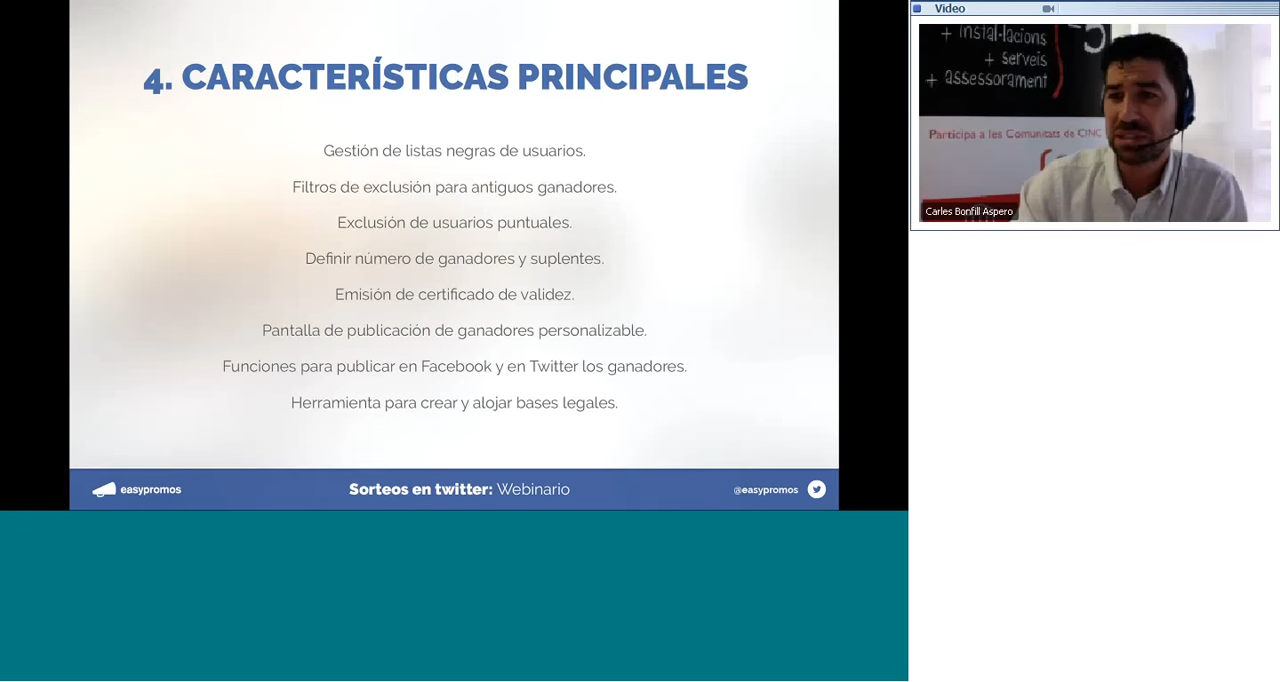 4. CARACTERÍSTICAS PRINCIPALES
Gestión de listas negras de usuarios.
Filtros de exclusión para antiguos ganadores.
Exclusión de usuarios puntuales.
Definir número de ganadores y suplentes.
Emisión de certificado de validez.
Pantalla de publicación de ganadores personalizable.
Funciones para publicar en Facebook y en Twitter los ganadores.
Herramienta para crear y alojar bases legales.
easypromos
Sorteos en twitter: Webinario
@easypromos
Video
+ instal·lacions
+ serveis
+ assessorament
5
Participa a les Comunitats de CINC
Carles Bonfill Aspero